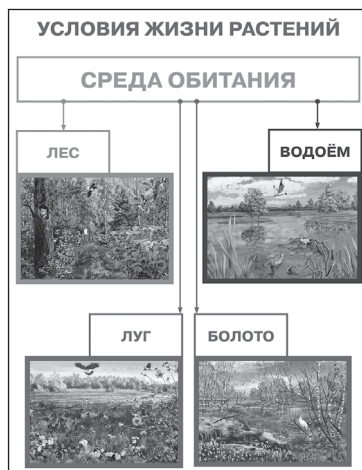 УСЛОВИЯ ЖИЗНИ РАСТЕНИЙ
СРЕДА ОБИТАНИЯ
ЛЕС
ВОДОЁМ
ЛУГ
БОЛОТО